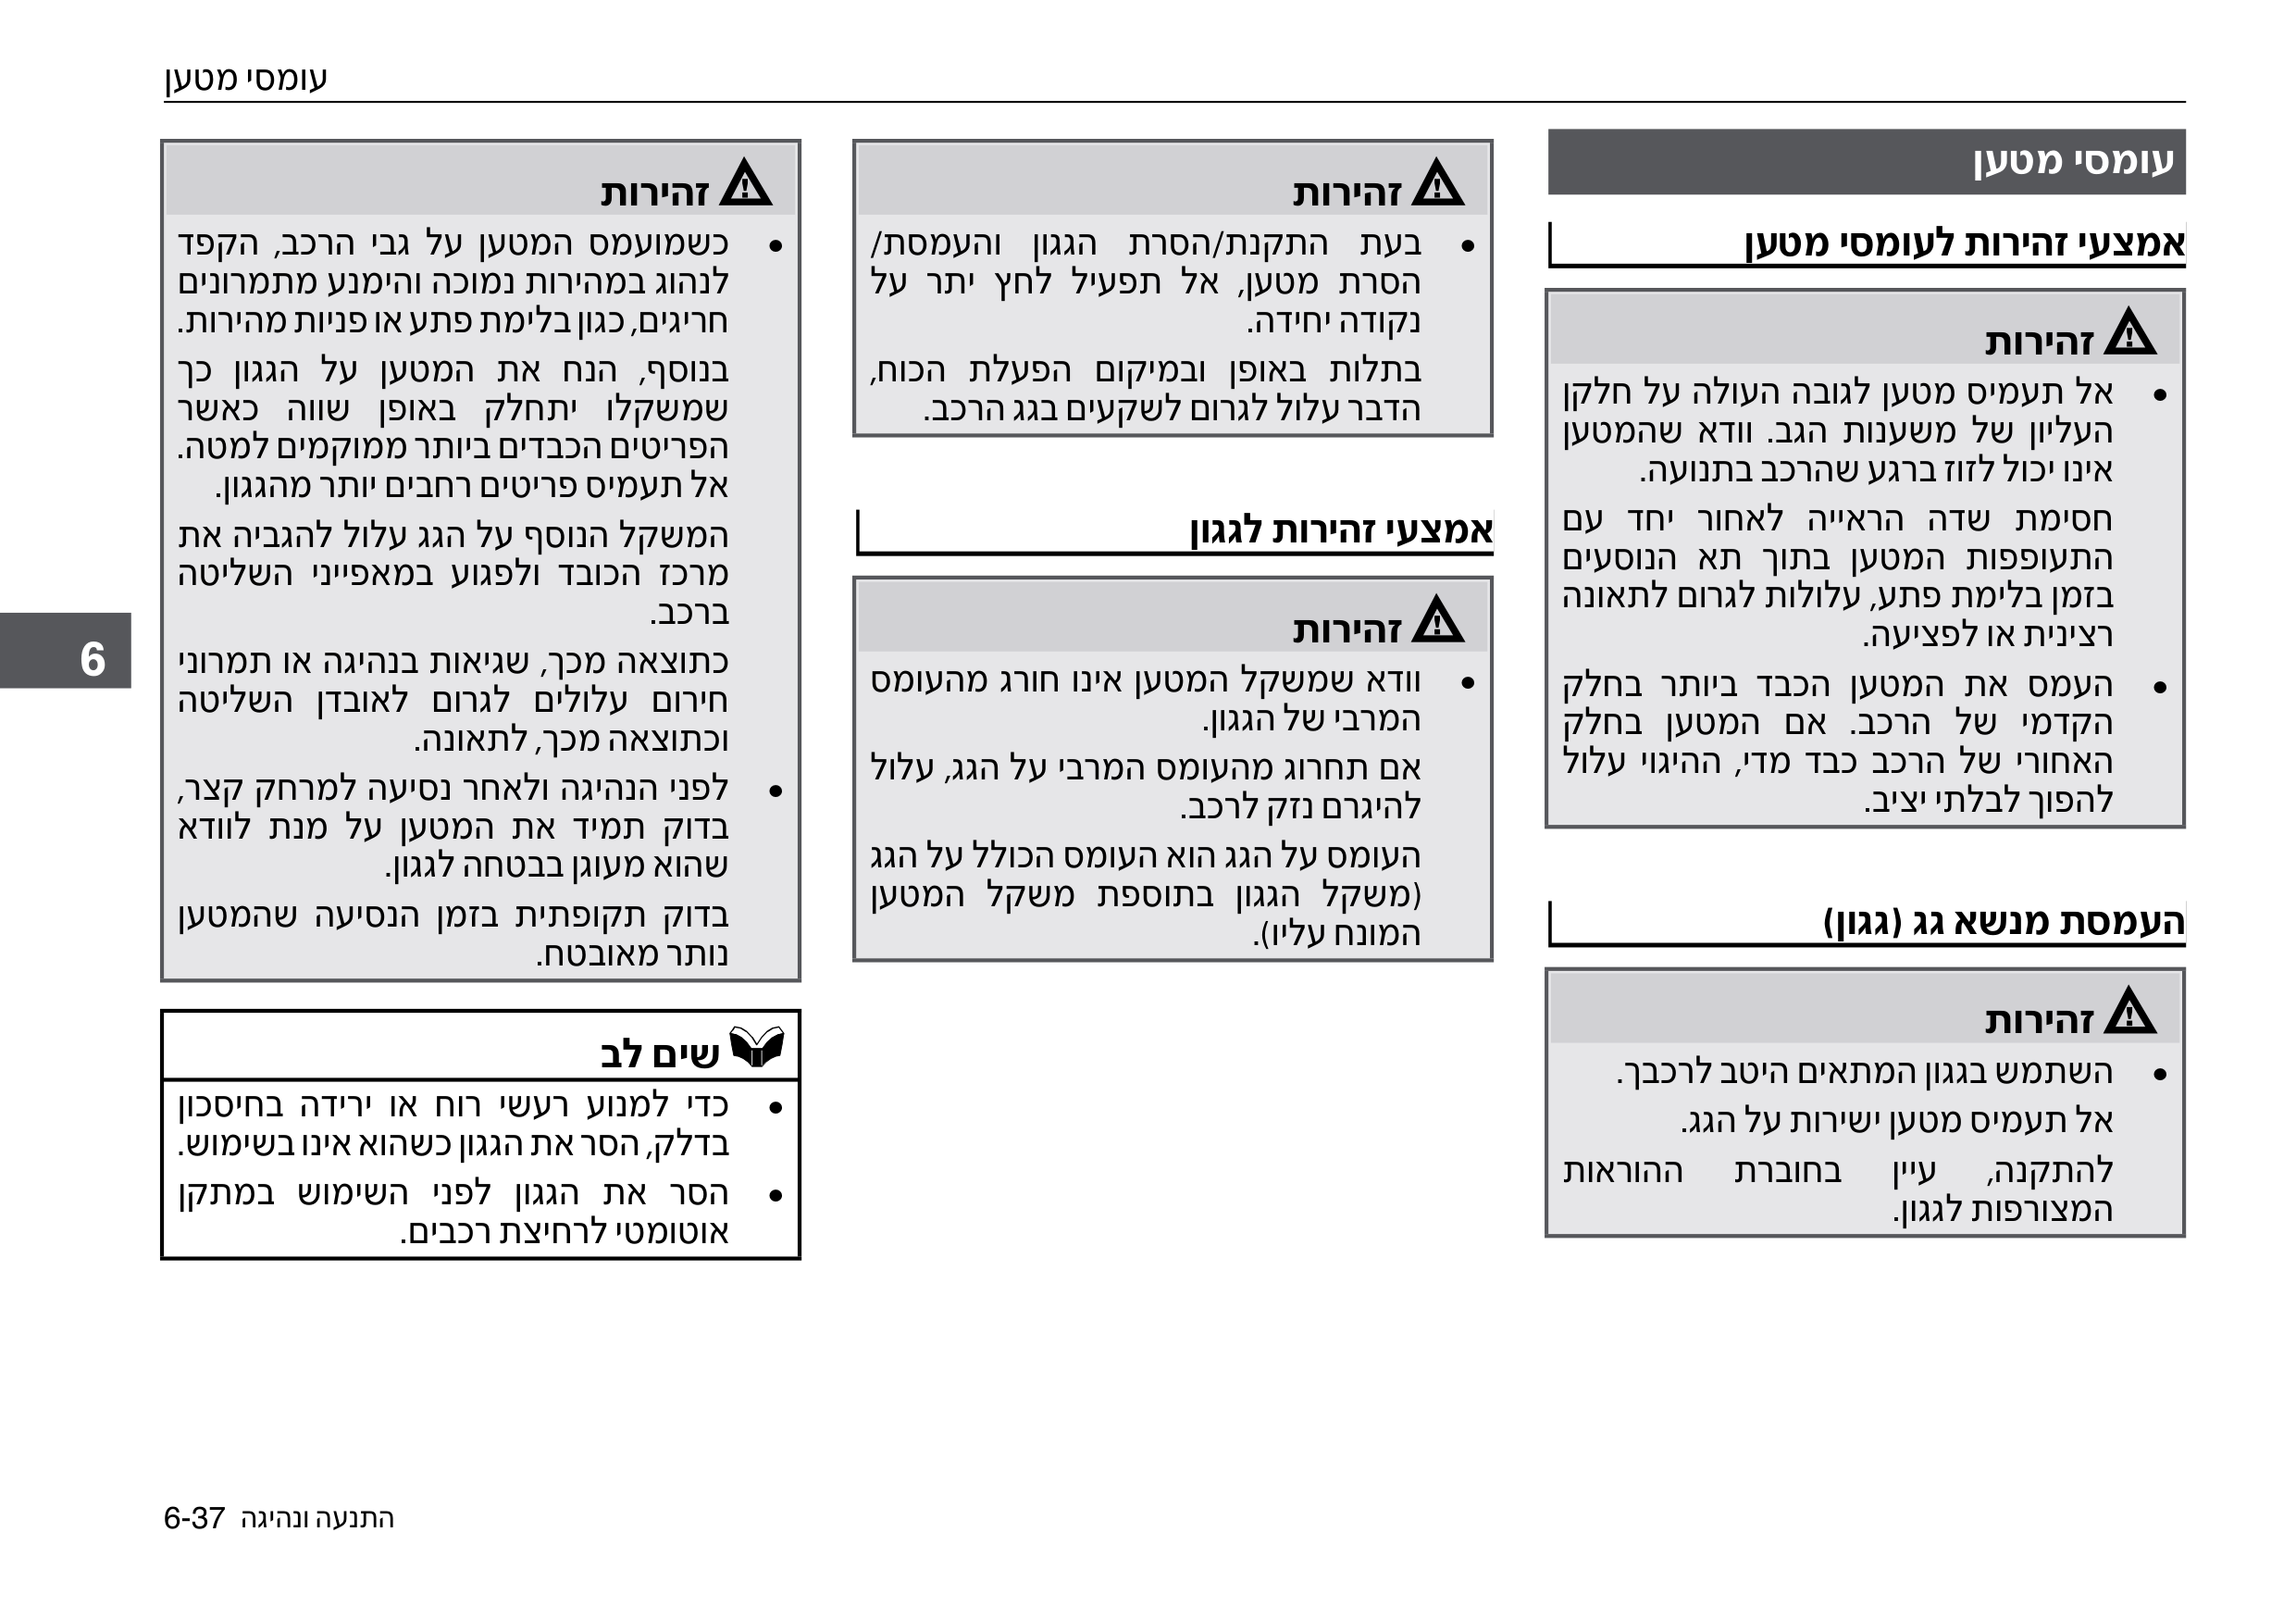 עומסי מטען
עומסי מטען
אמצעי זהירות לעומסי מטען
זהירות
• אל תעמיס מטען לגובה העולה על חלקן
העליון של משענות הגב. וודא שהמטען
אינו יכול לזוז ברגע שהרכב בתנועה.
חסימת שדה הראייה לאחור יחד עם
התעופפות המטען בתוך תא הנוסעים
בזמן בלימת פתע, עלולות לגרום לתאונה
רצינית או לפציעה.
• העמס את המטען הכבד ביותר בחלק
הקדמי של הרכב. אם המטען בחלק
האחורי של הרכב כבד מדי, ההיגוי עלול
להפוך לבלתי יציב.
העמסת מנשא גג (גגון)
זהירות
• השתמש בגגון המתאים היטב לרכבך.
אל תעמיס מטען ישירות על הגג.
להתקנה, עיין בחוברת ההוראות
המצורפות לגגון.
זהירות
• בעת התקנת/הסרת הגגון והעמסת/
הסרת מטען, אל תפעיל לחץ יתר על
נקודה יחידה.
בתלות באופן ובמיקום הפעלת הכוח,
הדבר עלול לגרום לשקעים בגג הרכב.
אמצעי זהירות לגגון
זהירות
• וודא שמשקל המטען אינו חורג מהעומס
המרבי של הגגון.
אם תחרוג מהעומס המרבי על הגג, עלול
להיגרם נזק לרכב.
העומס על הגג הוא העומס הכולל על הגג
(משקל הגגון בתוספת משקל המטען
המונח עליו).
זהירות
• כשמועמס המטען על גבי הרכב, הקפד
לנהוג במהירות נמוכה והימנע מתמרונים
חריגים, כגון בלימת פתע או פניות מהירות.
בנוסף, הנח את המטען על הגגון כך
שמשקלו יתחלק באופן שווה כאשר
הפריטים הכבדים ביותר ממוקמים למטה.
אל תעמיס פריטים רחבים יותר מהגגון.
המשקל הנוסף על הגג עלול להגביה את
מרכז הכובד ולפגוע במאפייני השליטה
ברכב.
כתוצאה מכך, שגיאות בנהיגה או תמרוני
חירום עלולים לגרום לאובדן השליטה
וכתוצאה מכך, לתאונה.
• לפני הנהיגה ולאחר נסיעה למרחק קצר,
בדוק תמיד את המטען על מנת לוודא
שהוא מעוגן בבטחה לגגון.
בדוק תקופתית בזמן הנסיעה שהמטען
נותר מאובטח.
שים לב
• כדי למנוע רעשי רוח או ירידה בחיסכון
בדלק, הסר את הגגון כשהוא אינו בשימוש.
• הסר את הגגון לפני השימוש במתקן
אוטומטי לרחיצת רכבים.
6
התנעה ונהיגה 6-37